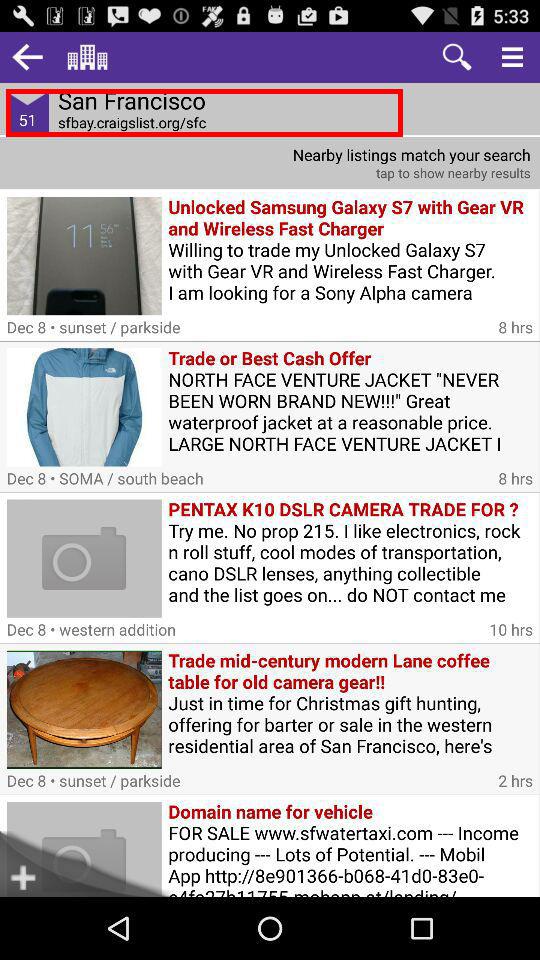 FAKE
5:33
San Francisco
51
sfbay.craigslist.org/sfc
Nearby listings match your search
tap to show nearby results
11 56
Unlocked Samsung Galaxy S7 with Gear VR
and Wireless Fast Charger
Willing to trade my Unlocked Galaxy S7
with Gear VR and Wireless Fast Charger.
I am looking for a Sony Alpha camera
Dec 8 • sunset / parkside
8 hrs
Trade or Best Cash Offer
NORTH FACE VENTURE JACKET "NEVER
BEEN WORN BRAND NEW!!!" Great
waterproof jacket at a reasonable price.
LARGE NORTH FACE VENTURE JACKET I
Dec 8 • SOMA / south beach
8 hrs
PENTAX K10 DSLR CAMERA TRADE FOR ?
Try me. No prop 215. I like electronics, rock
n roll stuff, cool modes of transportation,
cano DSLR lenses, anything collectible
and the list goes on... do NOT contact me
Dec 8 • western addition
10 hrs
Trade mid-century modern Lane coffee
table for old camera gear!!
Just in time for Christmas gift hunting,
offering for barter or sale in the western
residential area of San Francisco, here's
Dec 8 • sunset / parkside
2 hrs
Domain name for vehicle
FOR SALE www.sfwatertaxi.com --- Income
producing --- Lots of Potential. --- Mobil
App http://8e901366-b068-41d0-83e0-